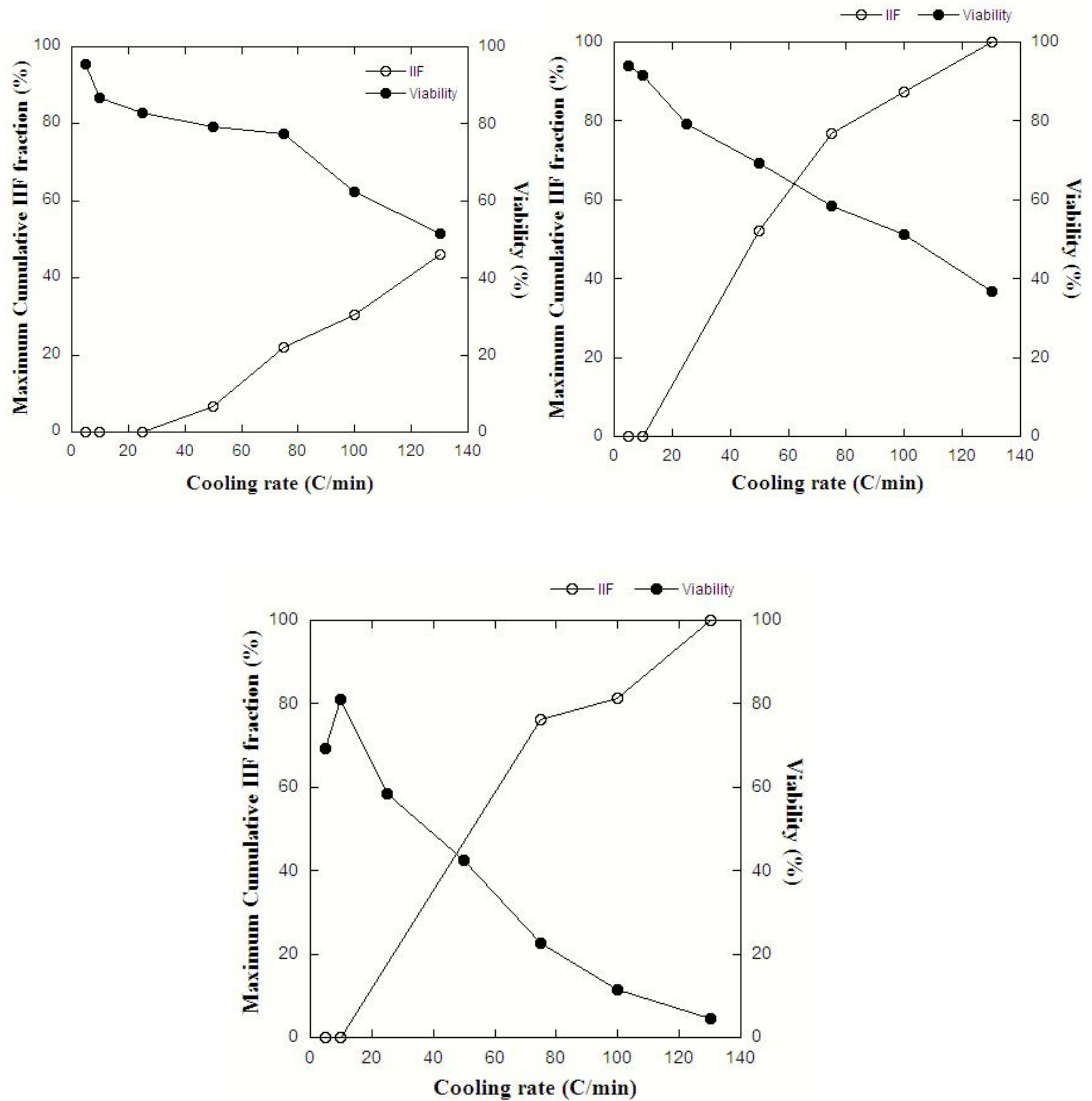 IIF
Viability
Maximum Cumulative IIF fraction (%)
100
80
60
40
20
0
100
80
60
40
20
0
Viability (%)
0 20 40 60 80 100 120 140
Cooling rate (C/min)
IIF Viability
Maximum Cumulative IIF fraction (%)
100
80
60
40
20
0
100
80
60
40
20
0
Viability (%)
0 20 40 60 80 100 120 140
Cooling rate (C/min)
IIF Viability
Maximum Cumulative IIF fraction (%)
100
80
60
40
20
0
100
80
60
40
20
0
Viability (%)
0 20 40 60 80 100 120 140
Cooling rate (C/min)